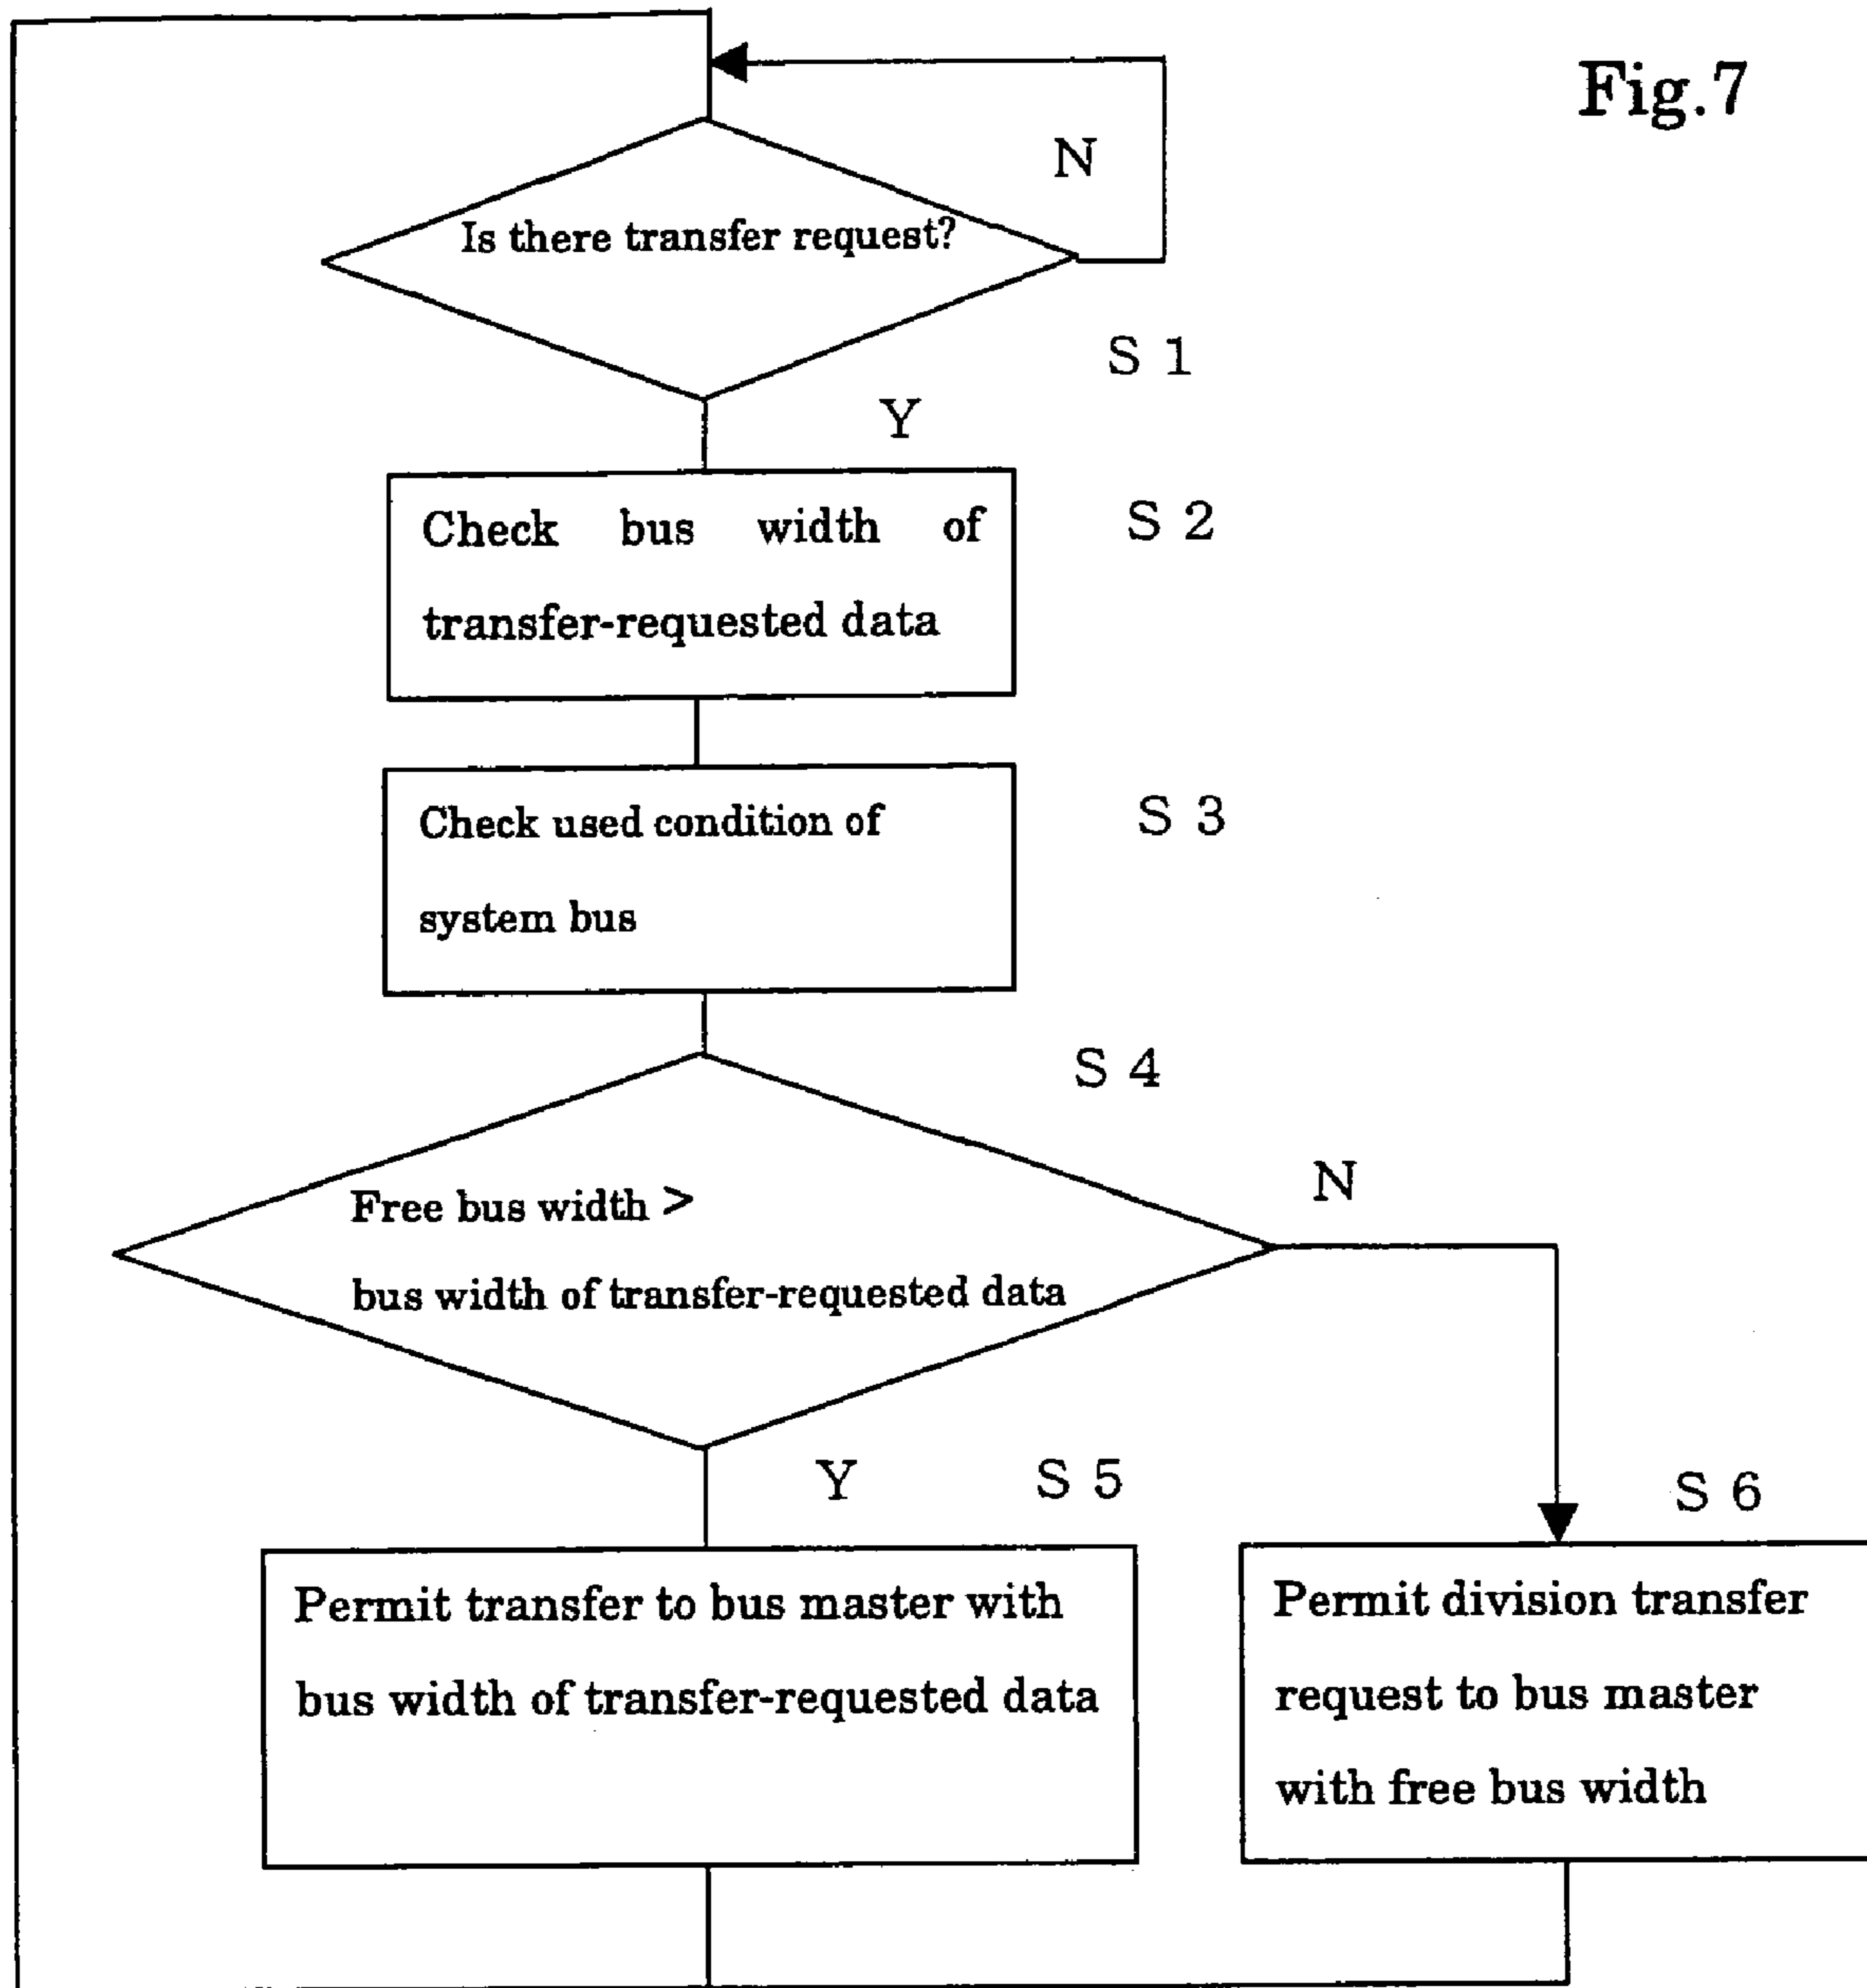 Fig.7
N
Is there transfer request?
S 1
Y
Check bus width of
transfer-requested data
S 2
Check used condition of
system bus
S 3
S 4
Free bus width >
bus width of transfer-requested data
N
Y
S 5
S 6
Permit transfer to bus master with
bus width of transfer-requested data
Permit division transfer
request to bus master
with free bus width